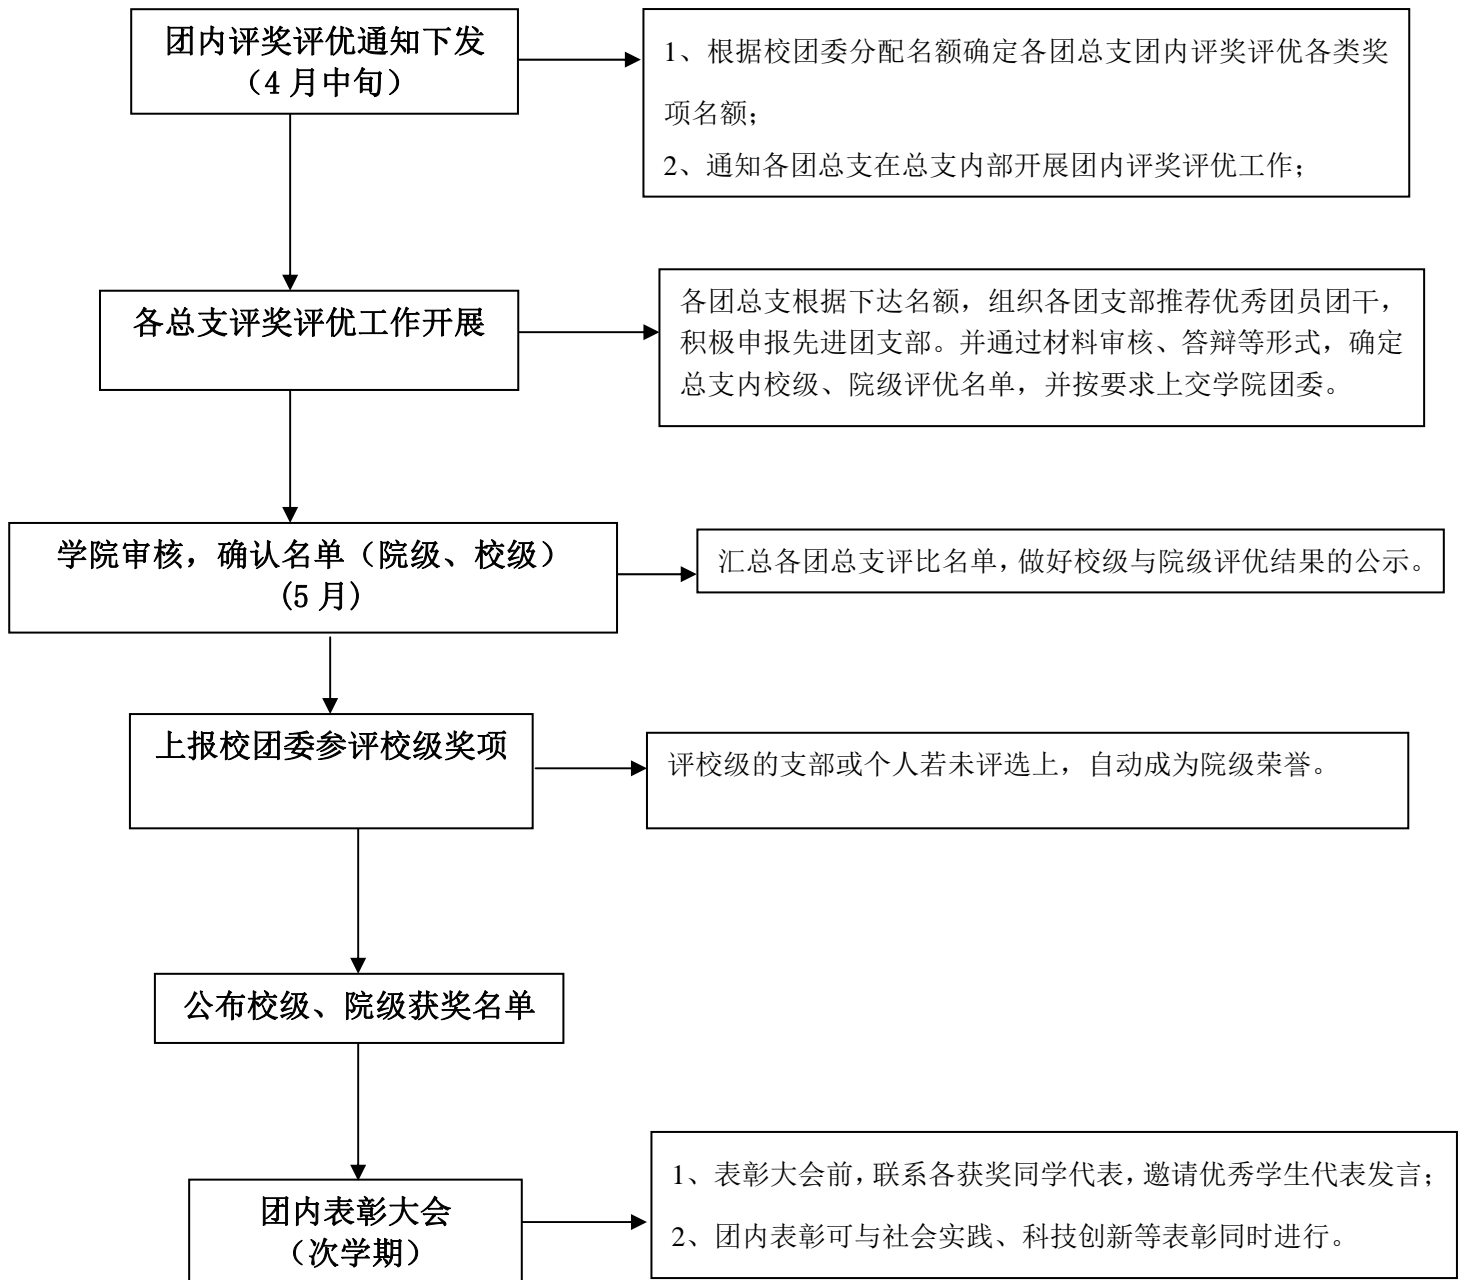 团内评奖评优通知下发
（4月中旬）
1、根据校团委分配名额确定各团总支团内评奖评优各类奖
项名额；
2、通知各团总支在总支内部开展团内评奖评优工作；
各总支评奖评优工作开展
各团总支根据下达名额，组织各团支部推荐优秀团员团干，
积极申报先进团支部。并通过材料审核、答辩等形式，确定
总支内校级、院级评优名单，并按要求上文学院团委。
学院审核，确认名单（院级、校级）
(5月)
汇总各团总支评比名单，做好校级与院级评优结果的公示。
上报校团委参评校级奖项
评校级的支部或个人若未评选上，自动成为院级荣誉。
公布校级、院级获奖名单
团内表彰大会
（次学期）
1、表彰大会前，联系各获奖同学代表，邀请优秀学生代表发言；
2、团内表彰可与社会实践、科技创新等表彰同时进行。